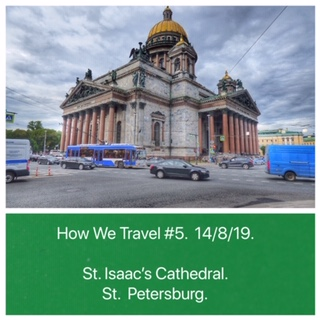 How We Travel #5. 14/8/19.
St. Isaac's Cathedral.
St. Petersburg.